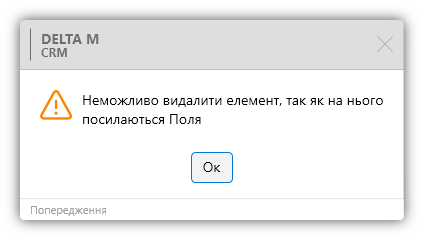 DELTA M
CRM
Неможливо видалити елемент, так як на нього
посилаються Поля
Ок
Попередження